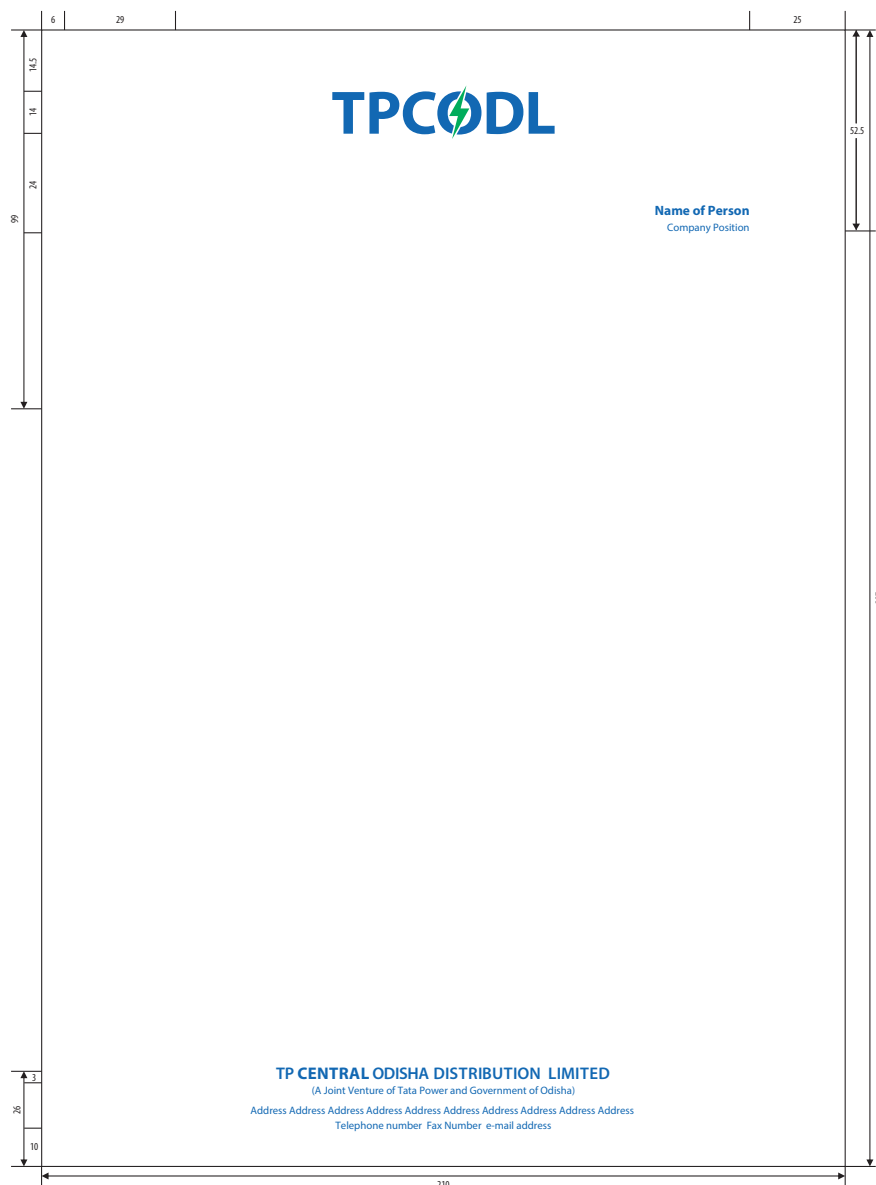 6 29 25
14.5
14
TPCODL
52.5
24
99
Name of Person
Company Position
TP CENTRAL ODISHA DISTRIBUTION LIMITED
3
(A Joint Venture of Tata Power and Government of Odisha)
26
Address Address Address Address Address Address Address Address Address Address
Telephone number Fax Number e-mail address
10
210